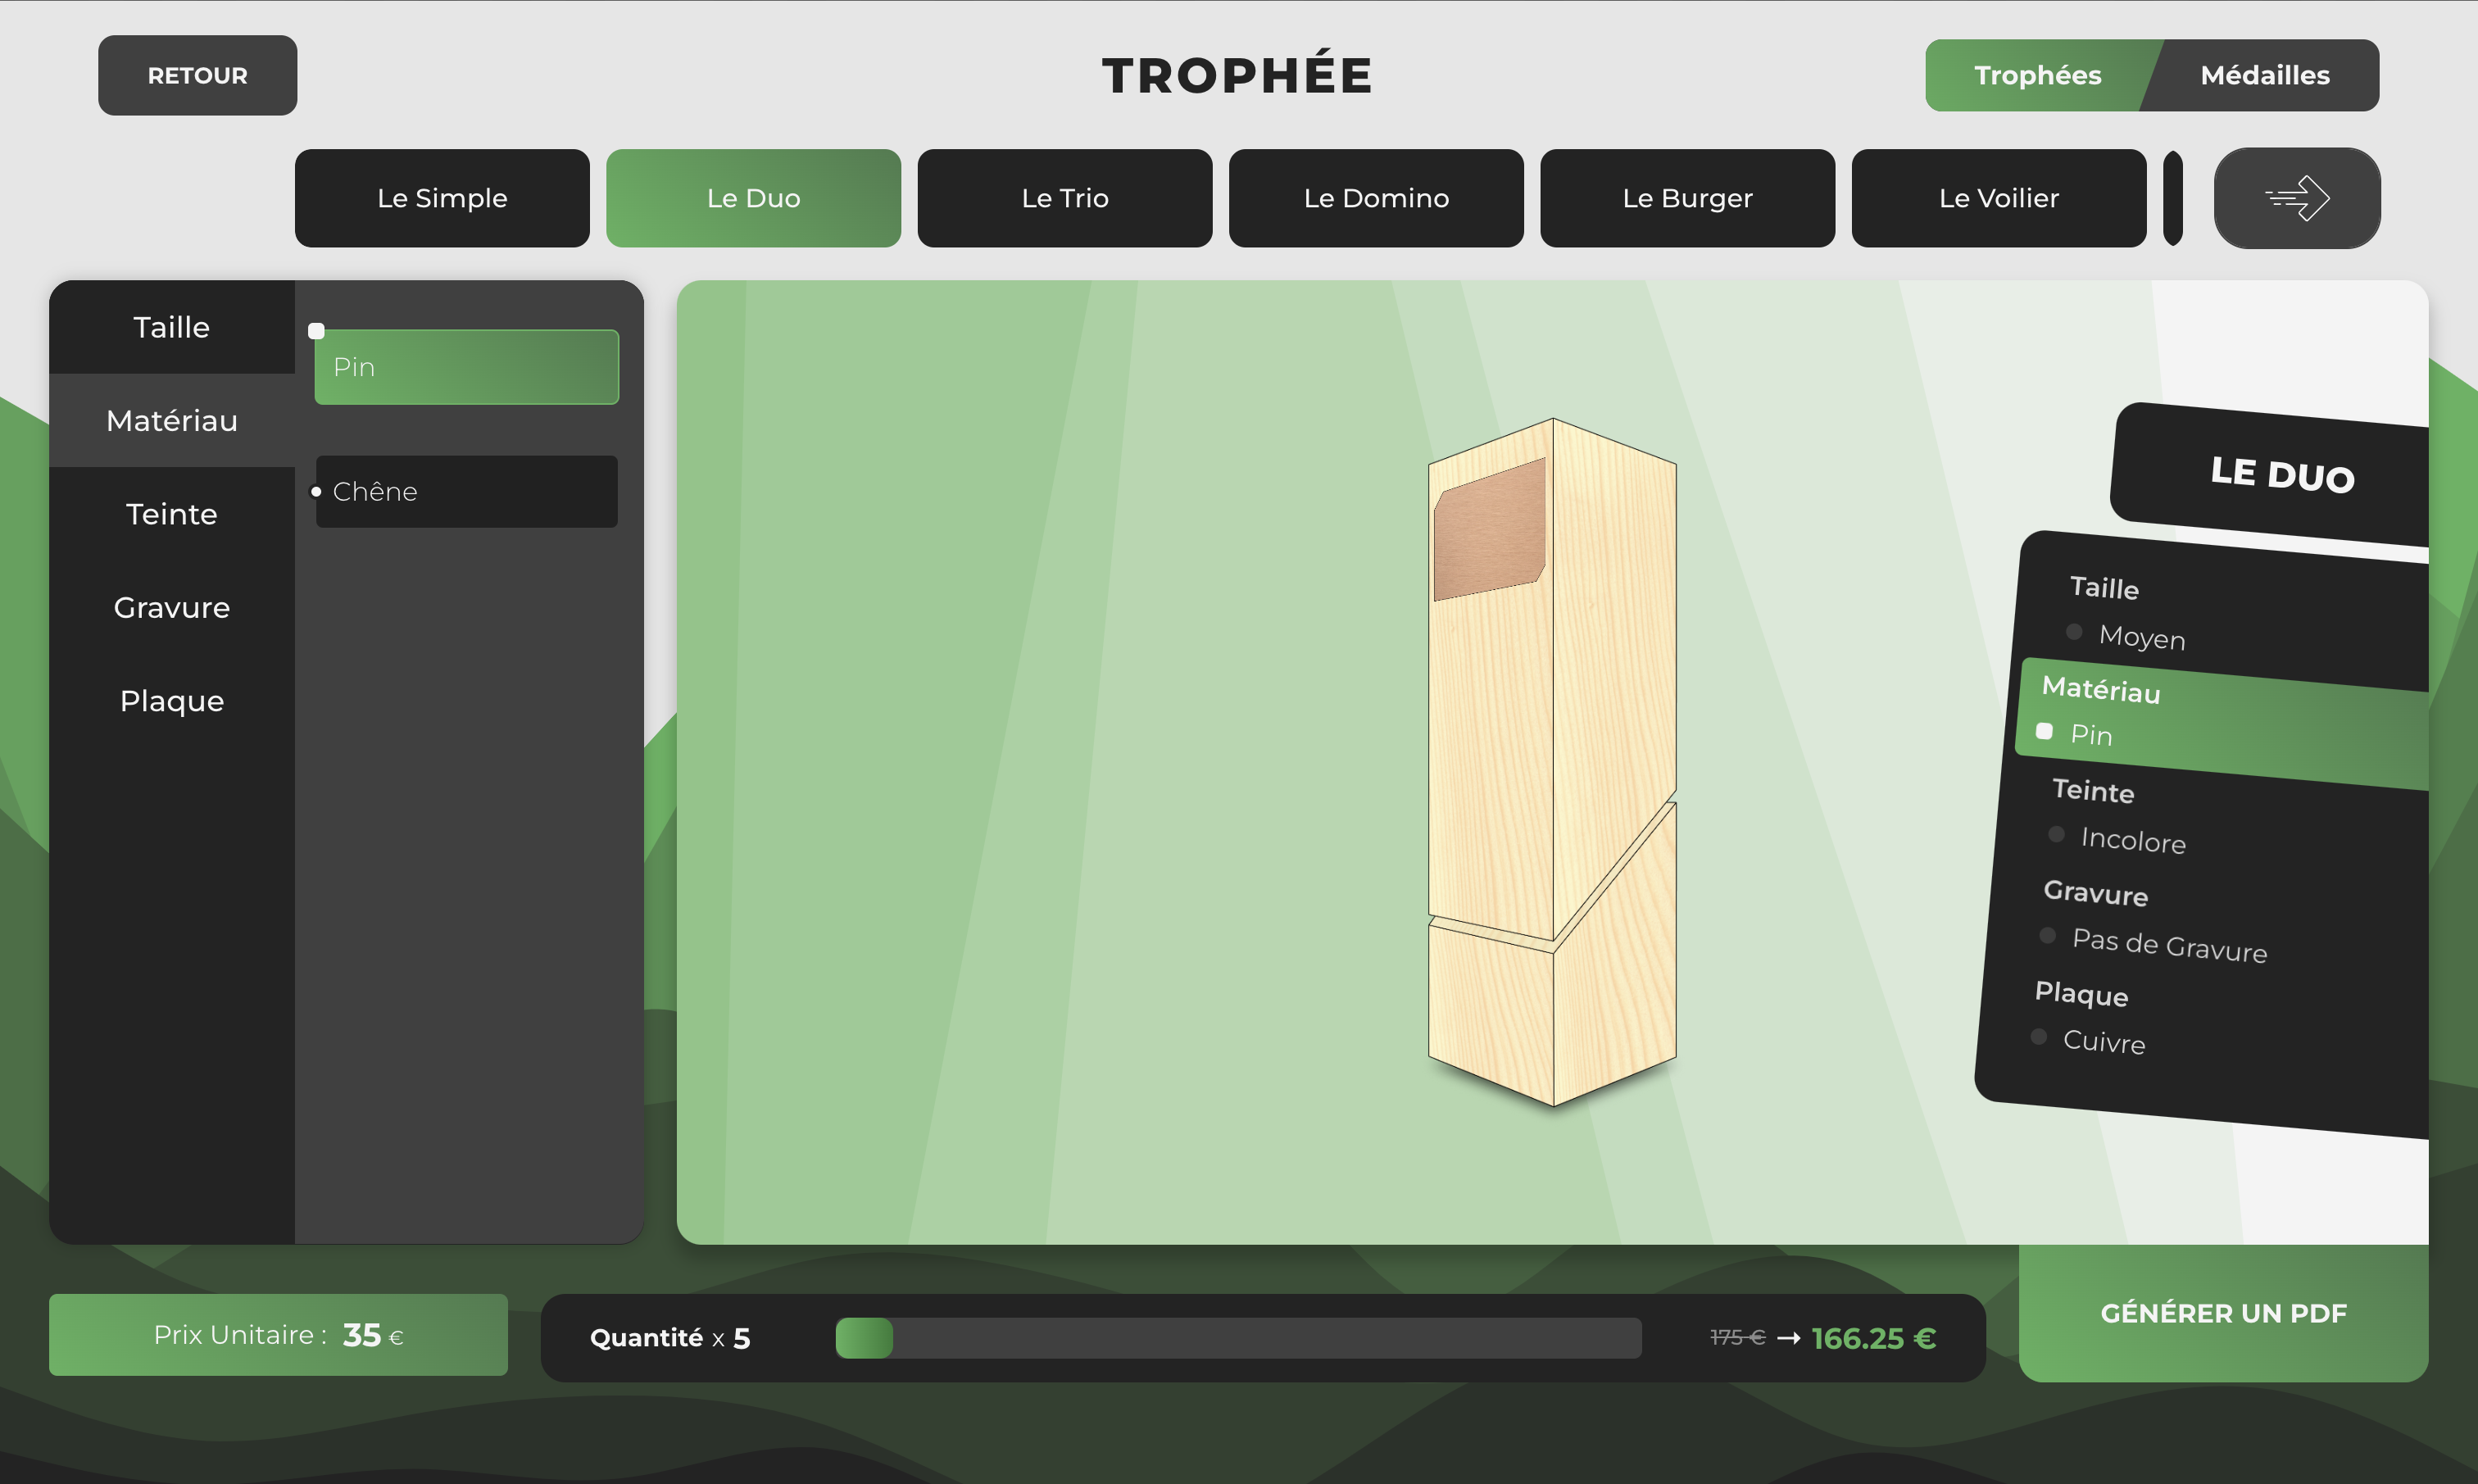 RETOUR
TROPHÉE
Trophées
Médailles
Le Simple
Le Duo
Le Trio
Le Domino
Le Burger
Le Voilier
Taille
Matériau
Teinte
Gravure
Plaque
Pin
Chêne
LE DUO
Taille
Moyen
Matériau
Pin
Teinte
Incolore
Gravure
Pas de Gravure
Plaque
Cuivre
Prix Unitaire : 35 €
Quantité x 5
175 € → 166.25 €
GÉNÉRER UN PDF